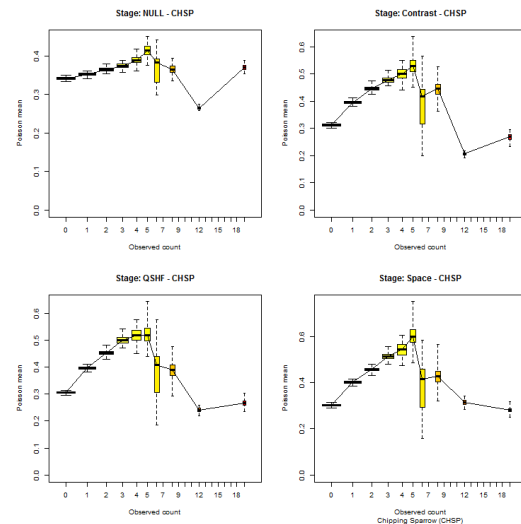 Stage: NULL - CHSP
Poisson mean
0.0 0.1 0.2 0.3 0.4
0 1 2 3 4 5 7 9 12 15 18
Observed count
Stage: Contrast - CHSP
Poisson mean
0.0 0.1 0.2 0.3 0.4 0.5 0.6
0 1 2 3 4 5 7 9 12 15 18
Observed count
Stage: QSHF - CHSP
Poisson mean
0.0 0.1 0.2 0.3 0.4 0.5 0.6
0 1 2 3 4 5 7 9 12 15 18
Observed count
Stage: Space - CHSP
Poisson mean
0.0 0.2 0.4 0.6
0 1 2 3 4 5 7 9 12 15 18
Observed count
Chipping Sparrow (CHSP)